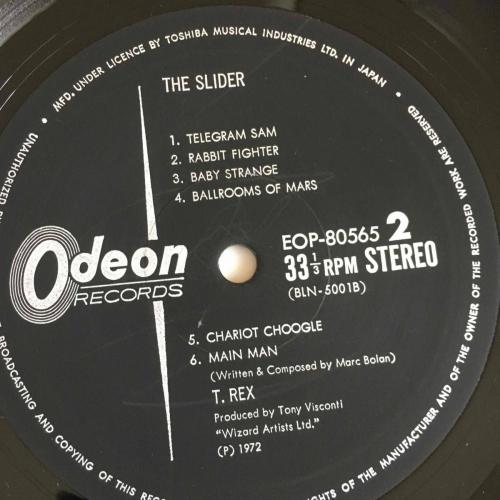 MFD. UNDER LICENCE BY TOSHIBA MUSICAL INDUSTRIES LTD. IN JAPAN
THE SLIDER
1. TELEGRAM SAM
2. RABBIT FIGHTER
3. BABY STRANGE
4. BALLROOMS OF MARS
Odeon
RECORDS
EOP-80565 2
33 1/3 RPM STEREO
(BLN-5001B)
5. CHARIOT CHOOGLE
6. MAIN MAN
(Written & Composed by Marc Bolan)
T. REX
Produced by Tony Visconti
"Wizard Artists Ltd."
(P) 1972
RIGHTS OF THE MANUFACTURER AND OF THE OWNER OF THE RECORDED WORK ARE RESERVED
UNAUTHORIZED
BROADCASTING AND COPYING OF THIS RECORD